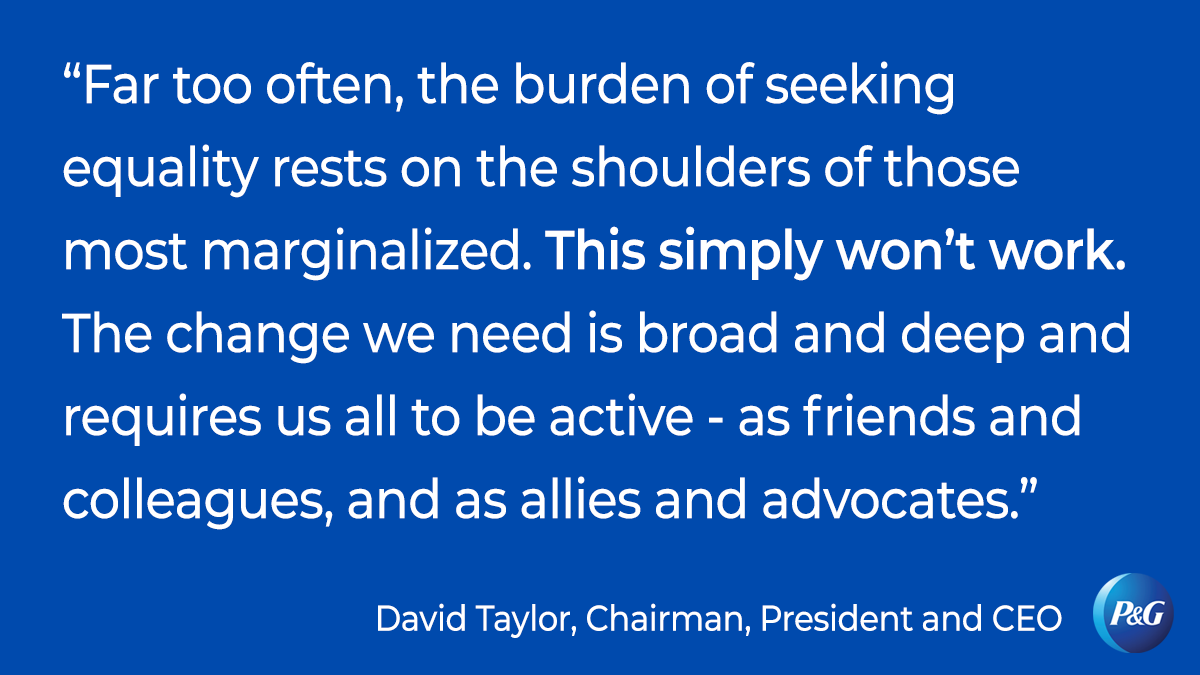 “Far too often, the burden of seeking
equality rests on the shoulders of those
most marginalized. This simply won’t work.
The change we need is broad and deep and
requires us all to be active - as friends and
colleagues, and as allies and advocates.”
David Taylor, Chairman, President and CEO
P&G